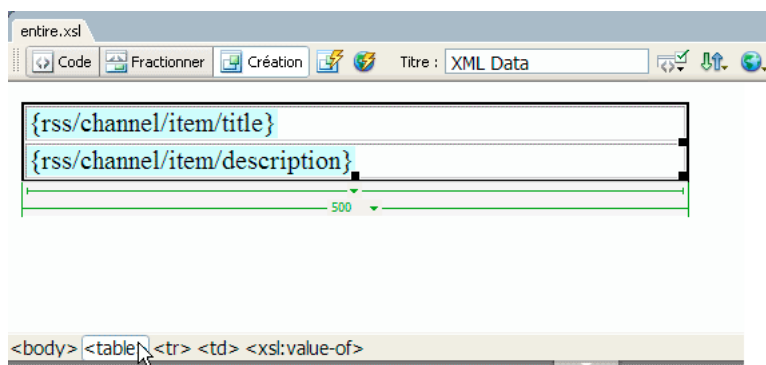 entire.xsl
Code Fractionner Création Titre : XML Data
{rss/channel/item/title}
{rss/channel/item/description}
500
<body> <table> <tr> <td> <xsl:value-of>